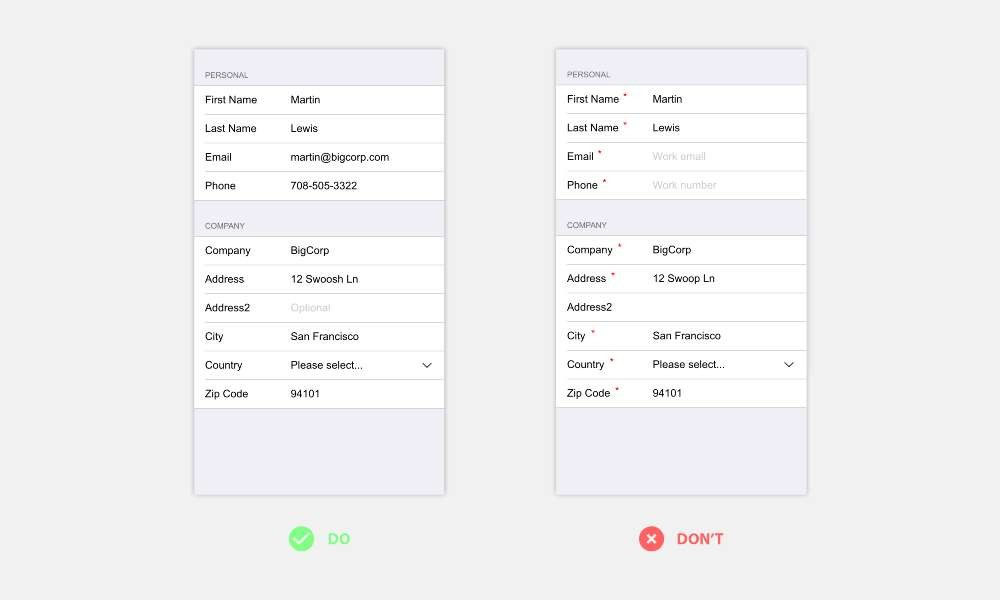 PERSONAL
First Name Martin
Last Name Lewis
Email martin@bigcorp.com
Phone 708-505-3322
COMPANY
Company BigCorp
Address 12 Swoosh Ln
Address2 Optional
City San Francisco
Country Please select...
Zip Code 94101
DO
PERSONAL
First Name * Martin
Last Name * Lewis
Email * Work email
Phone * Work number
COMPANY
Company * BigCorp
Address * 12 Swoop Ln
Address2
City * San Francisco
Country * Please select...
Zip Code * 94101
DON'T